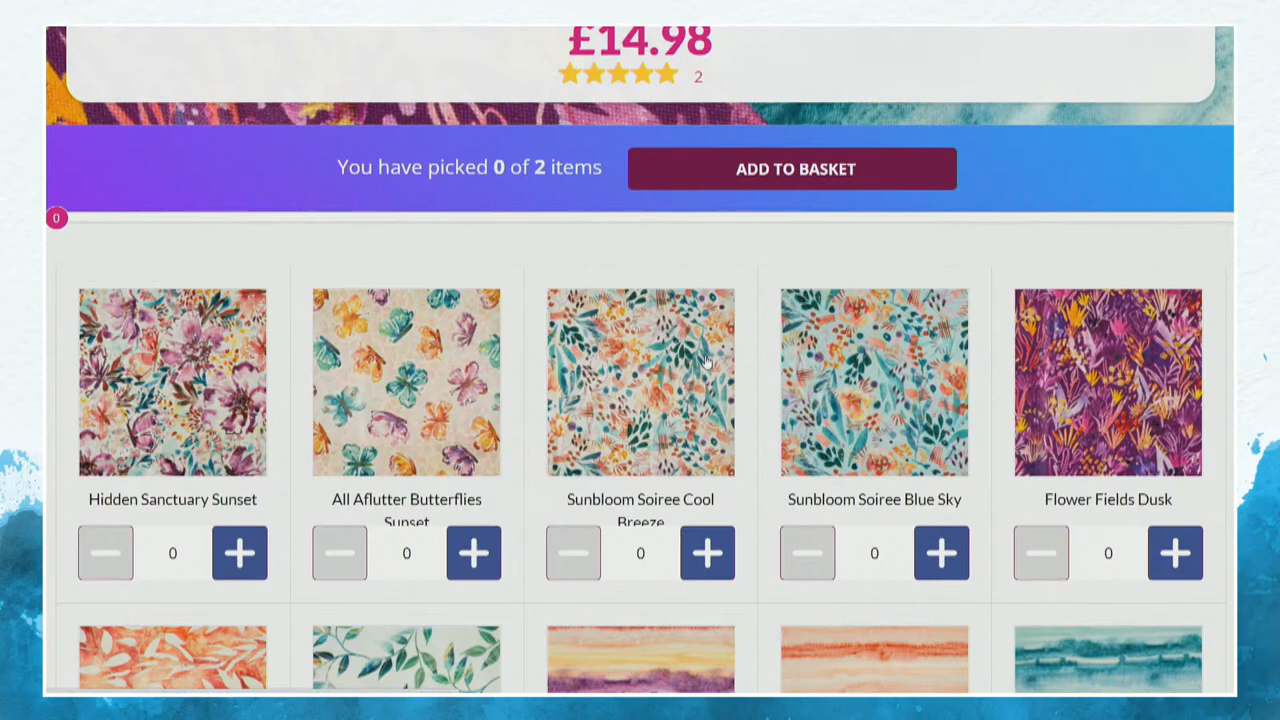 £14.98
2
You have picked 0 of 2 items
ADD TO BASKET
0
Hidden Sanctuary Sunset
All Aflutter Butterflies
Sunset
Sunbloom Soiree Cool
Breeze
Sunbloom Soiree Blue Sky
Flower Fields Dusk
0
0
0
0
0